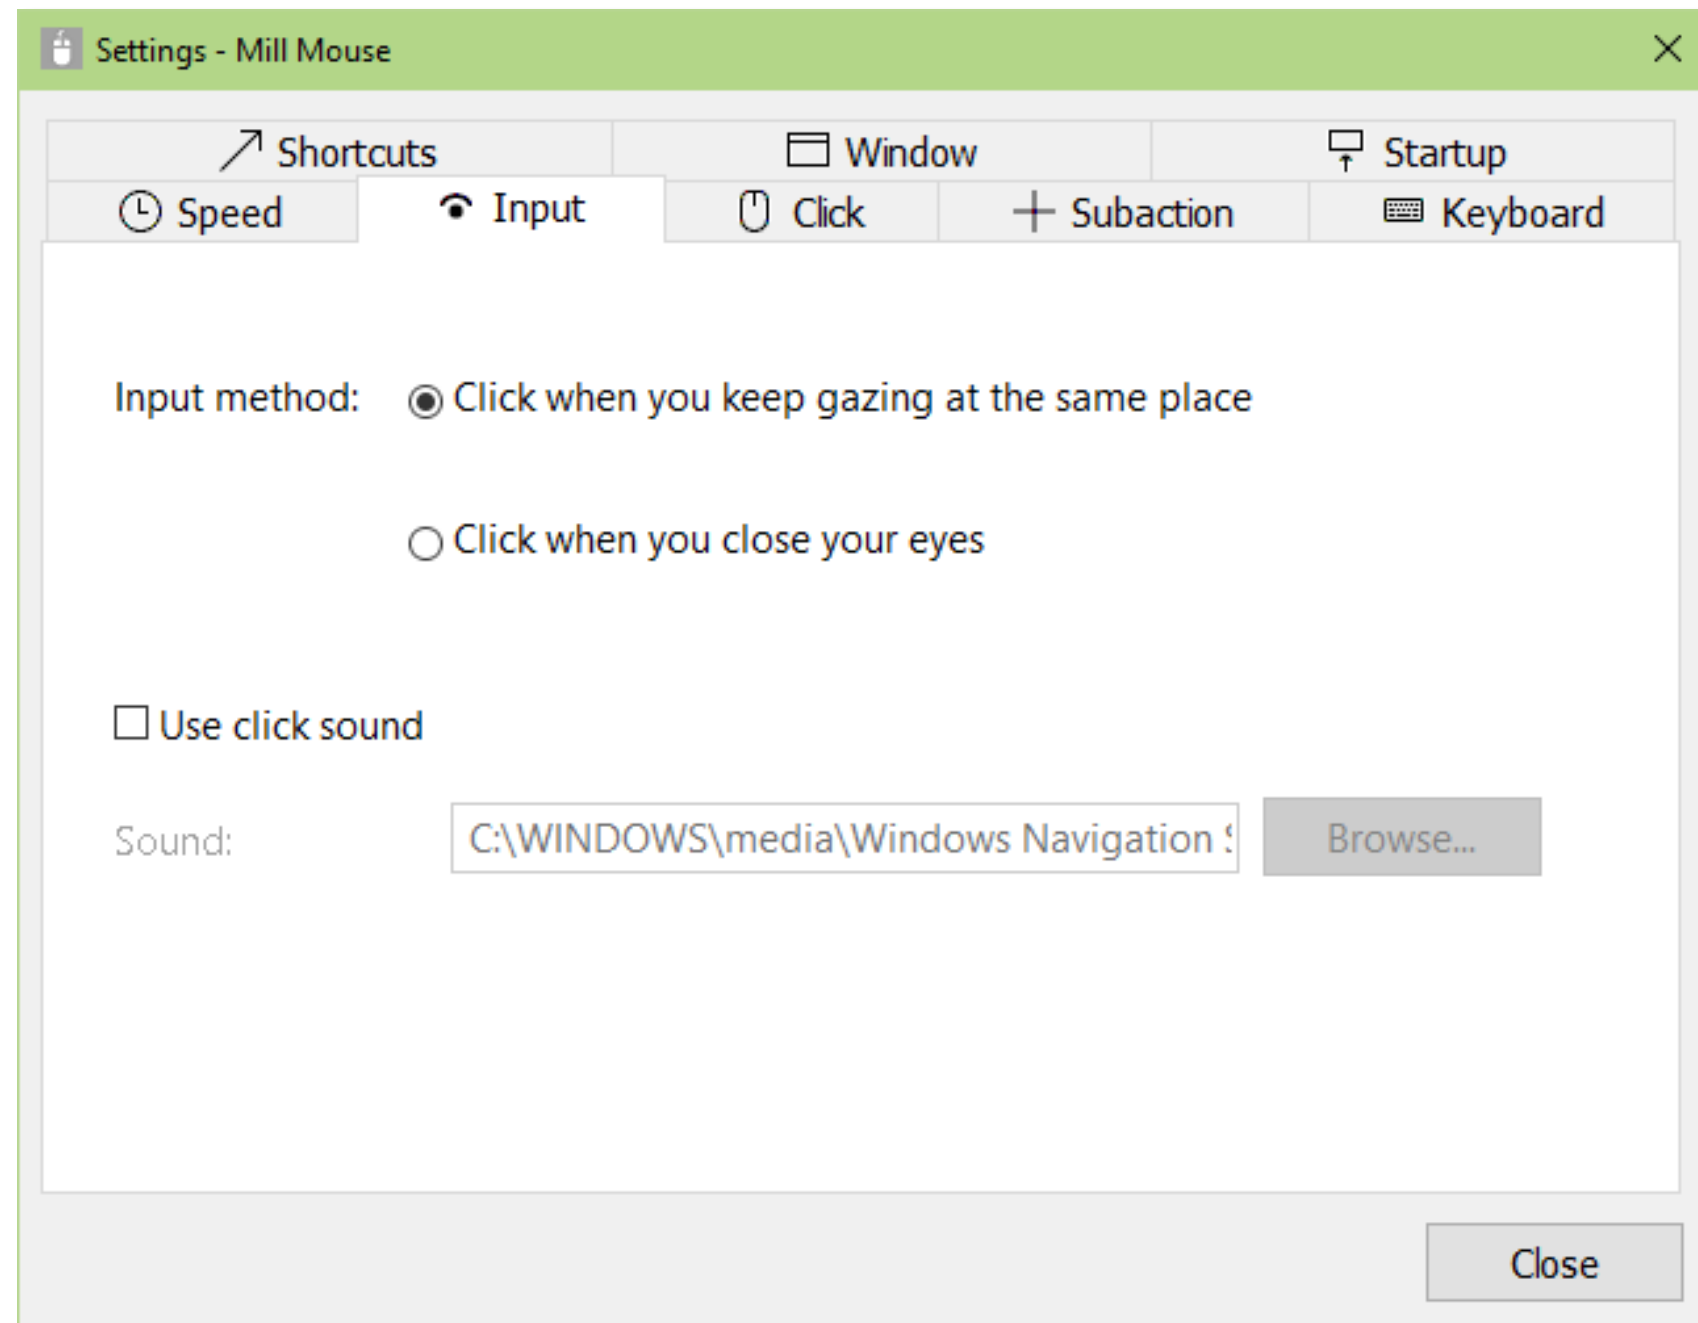 Settings - Mill Mouse
Shortcuts Window Startup
Speed Input Click Subaction Keyboard
Input method: Click when you keep gazing at the same place
Click when you close your eyes
Use click sound
Sound: C:\WINDOWS\media\Windows Navigation Browse...
Close